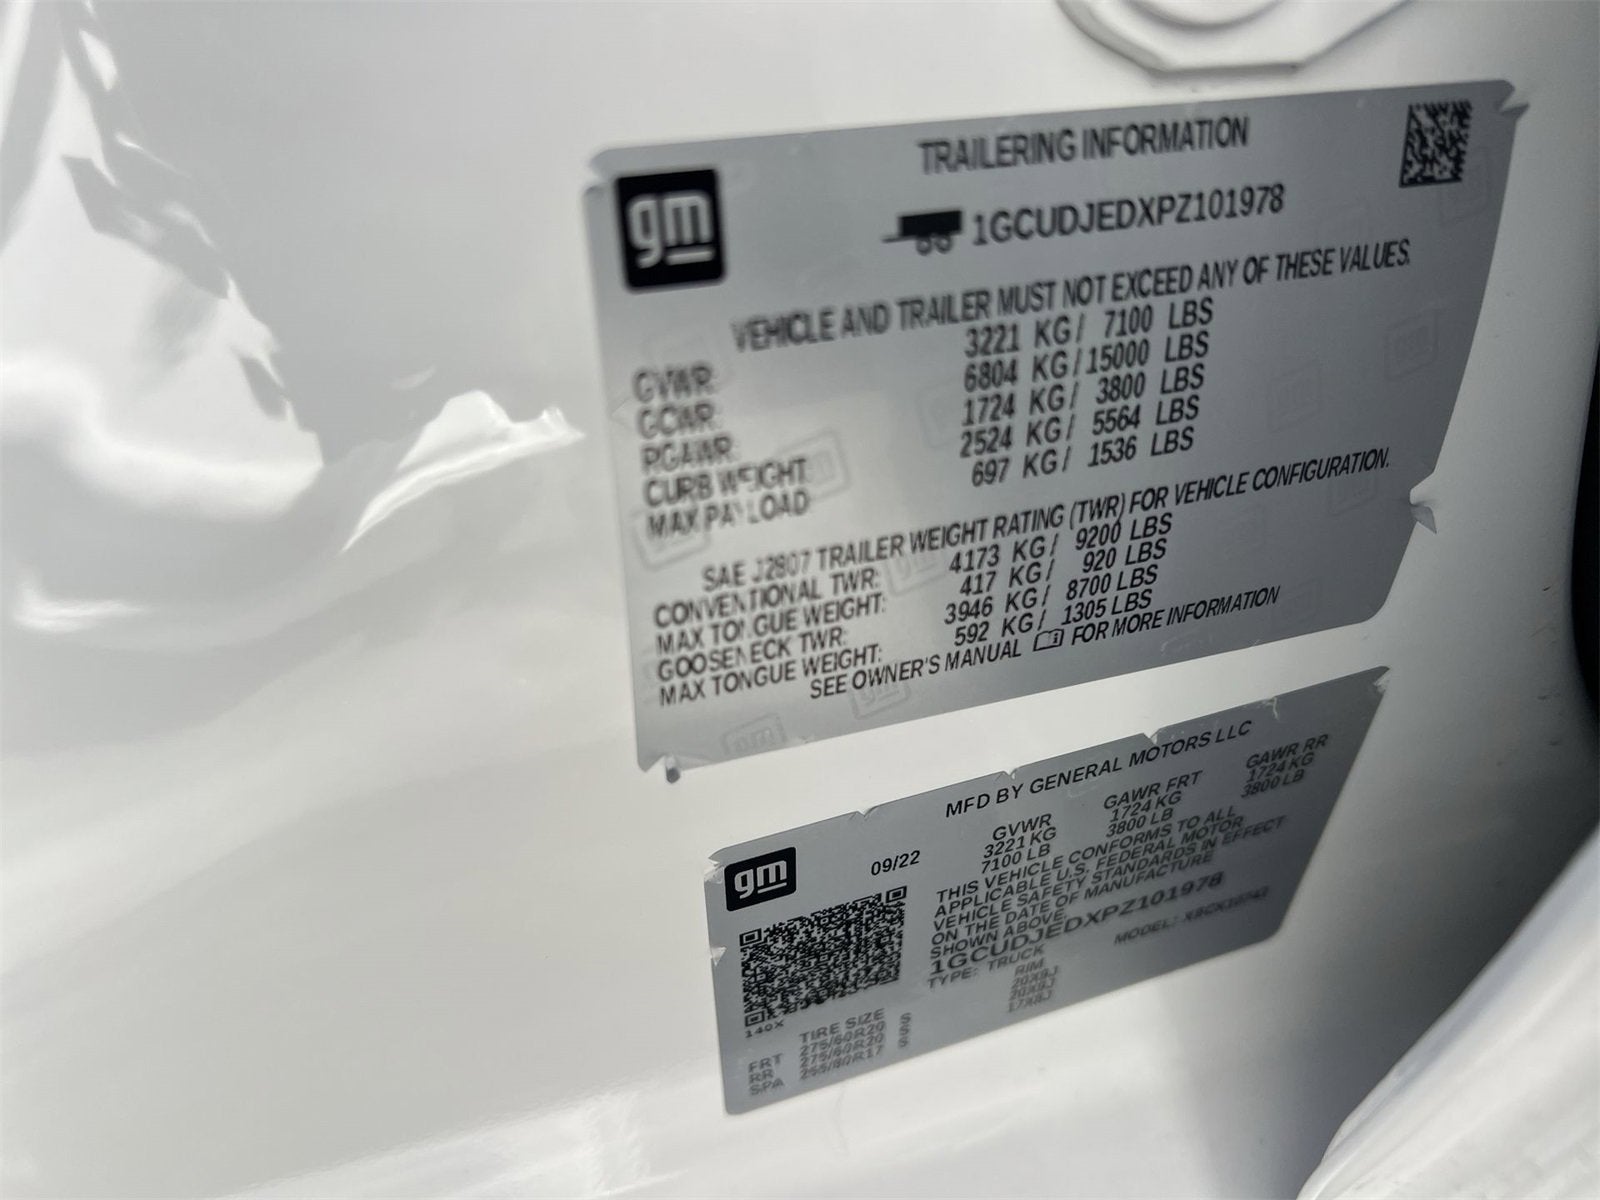 gm
TRAILERING INFORMATION
1GCUDJEDXPZ101978
VEHICLE AND TRAILER MUST NOT EXCEED ANY OF THESE VALUES.
GVWR: 3221 KG/ 7100 LBS
GCWR: 6804 KG/15000 LBS
RGAWR: 1724 KG/ 3800 LBS
CURB WEIGHT 2524 KG/ 5564 LBS
MAX PAYLOAD 697 KG/ 1536 LBS
SAE J2807 TRAILER WEIGHT RATING (TWR) FOR VEHICLE CONFIGURATION.
CONVENTIONAL TWR: 4173 KG/ 9200 LBS
MAX TONGUE WEIGHT: 417 KG/ 920 LBS
GOOSENECK TWR: 3946 KG/ 8700 LBS
MAX TONGUE WEIGHT: 592 KG/ 1305 LBS
SEE OWNER'S MANUAL FOR MORE INFORMATION
gm
MFD BY GENERAL MOTORS LLC
09/22
GVWR GAWR FRT GAWR RR
3221 KG 1724 KG 1724 KG
7100 LB 3800 LB 3800 LB
THIS VEHICLE CONFORMS TO ALL
APPLICABLE U.S. FEDERAL MOTOR
VEHICLE SAFETY STANDARDS IN EFFECT
ON THE DATE OF MANUFACTURE
SHOWN ABOVE.
1GCUDJEDXPZ101978
TYPE: TRUCK MODEL:
140X
TIRE SIZE RIM
FRT 275/60R20 S 20X9J
RR 275/60R20 S 20X9J
SPA 255/80R17 S 17X8J